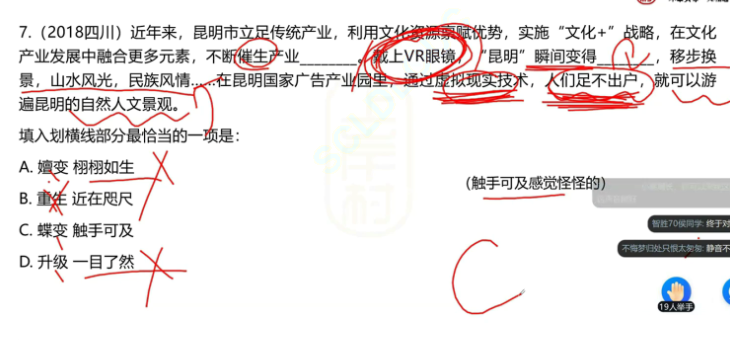 7.（2018四川）近年来，昆明市立足传统产业，利用文化资源禀赋优势，实施“文化+”战略，在文化
产业发展中融合更多元素，不断催生产业________。戴上VR眼镜，“昆明”瞬间变得________，移步换
景，山水风光，民族风情……在昆明国家广告产业园里，通过虚拟现实技术，人们足不出户，就可以游
遍昆明的自然人文景观。
填入划横线部分最恰当的一项是：
A. 嬗变 栩栩如生
B. 重生 近在咫尺
（触手可及感觉怪怪的）
C. 蝶变 触手可及
智胜70侯同学: 终于对
D. 升级 一目了然
静音不
19人举手